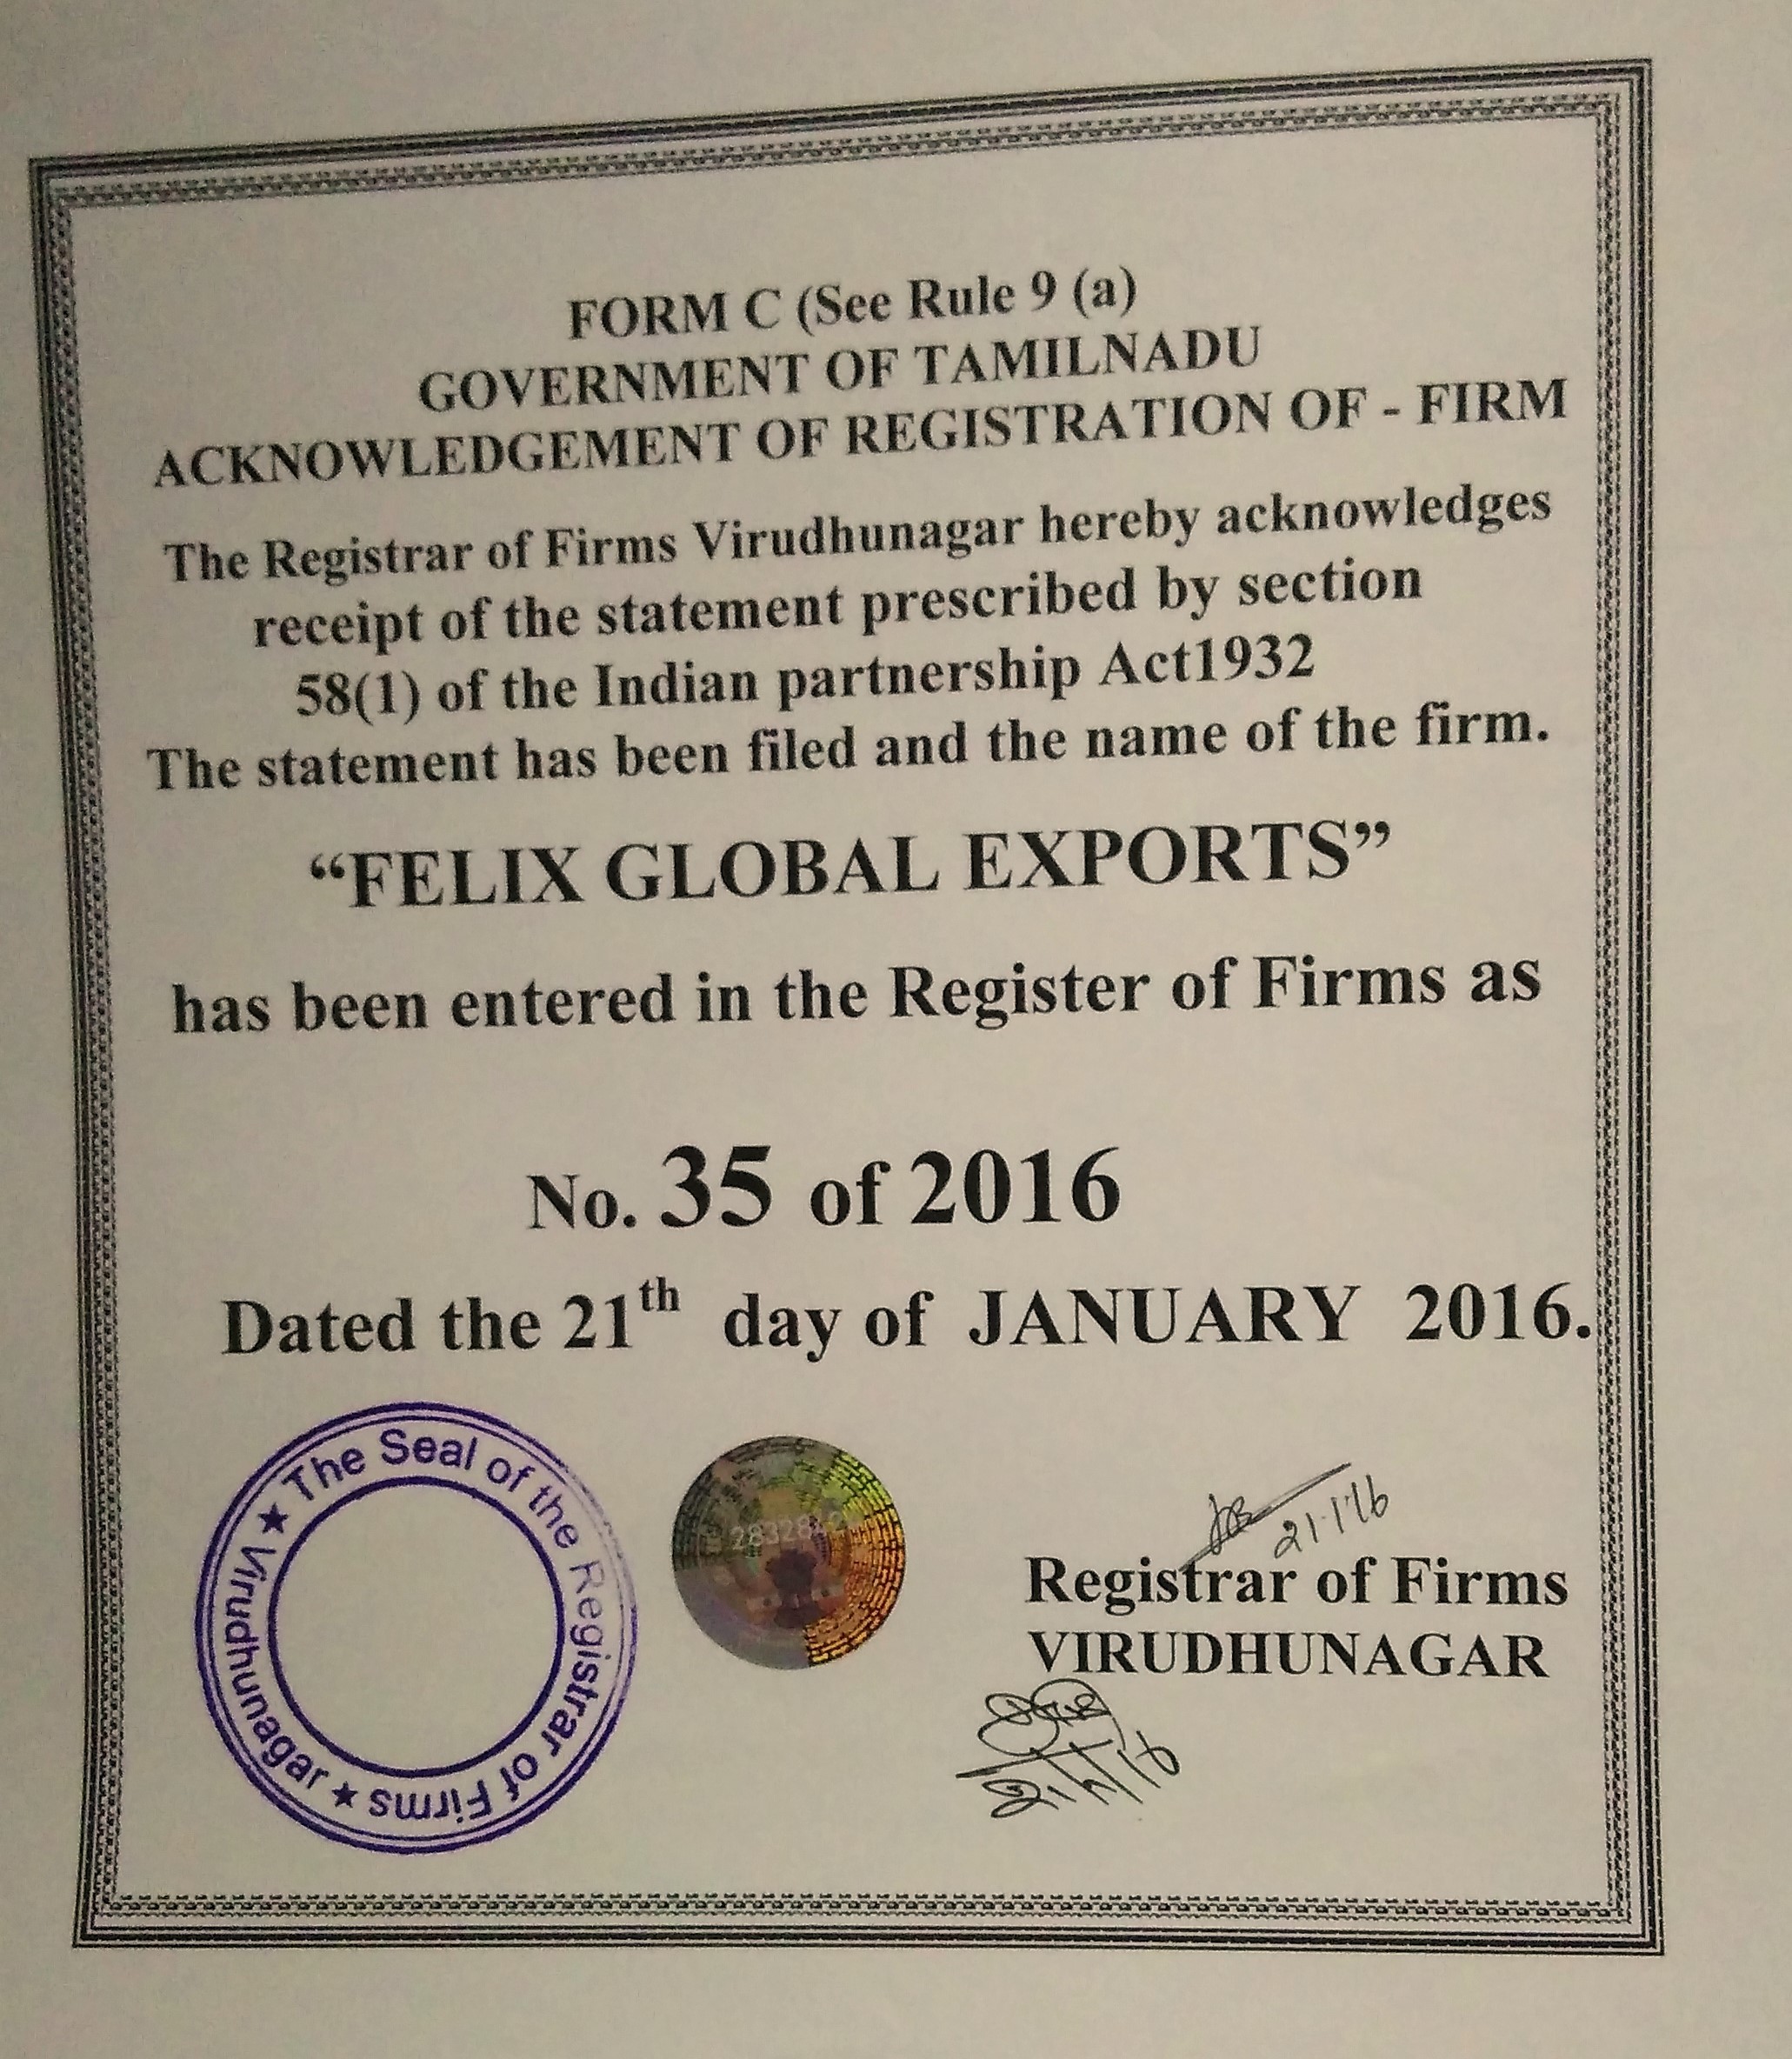 FORM C (See Rule 9 (a)
GOVERNMENT OF TAMILNADU
ACKNOWLEDGEMENT OF REGISTRATION OF - FIRM
The Registrar of Firms Virudhunagar hereby acknowledges
receipt of the statement prescribed by section
58(1) of the Indian partnership Act1932
The statement has been filed and the name of the firm.
“FELIX GLOBAL EXPORTS”
has been entered in the Register of Firms as
No. 35 of 2016
Dated the 21th day of JANUARY 2016.
★ The Seal of the Registrar of Firms ★ Virudhunagar
21.1.16
Registrar of Firms
VIRUDHUNAGAR
21/1/16